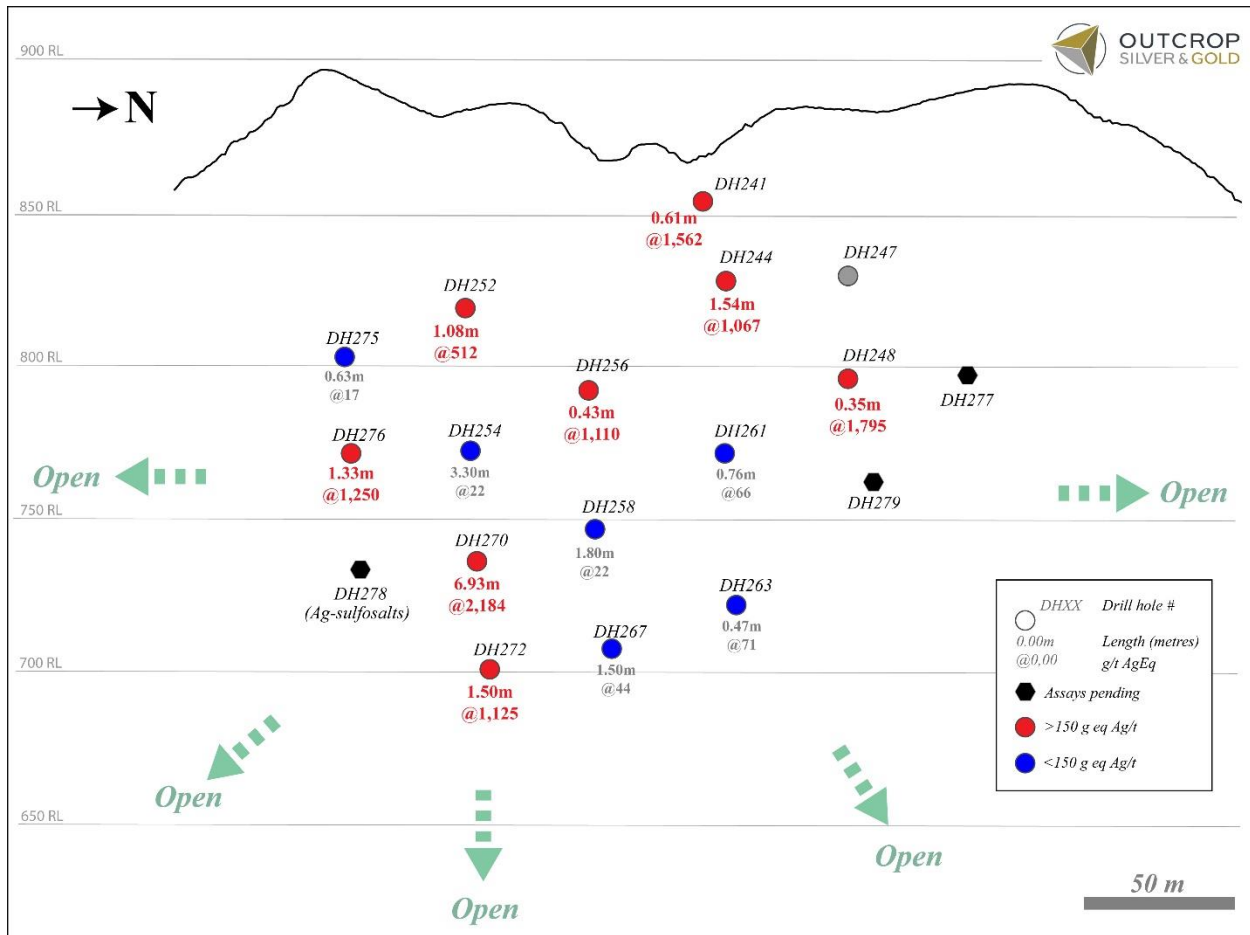 900 RL
OUTCROP
SILVER & GOLD
→ N
DH241
850 RL
0.61m
@1,562
DH244
DH247
DH252
1.54m
@1,067
1.08m
@512
DH275
DH256
DH248
800 RL
0.63m
@17
DH277
0.43m
@1,110
0.35m
@1,795
DH276
DH254
DH261
1.33m
@1,250
3.30m
@22
0.76m
@66
Open
Open
DH279
DH258
750 RL
DH270
1.80m
@22
DH278
(Ag-sulfosalts)
6.93m
@2,184
DH263
0.47m
@71
DH267
DH272
700 RL
1.50m
@44
1.50m
@1,125
DHXX Drill hole #
0.00m Length (metres)
@0,00 g/t AgEq
Assays pending
>150 g eq Ag/t
<150 g eq Ag/t
Open
650 RL
Open
Open
50 m